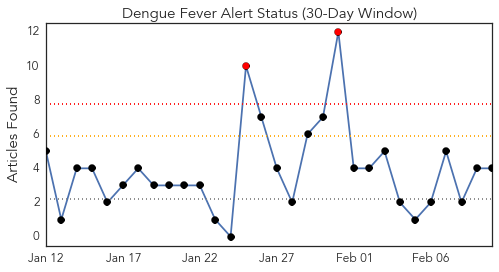 Dengue Fever Alert Status (30-Day Window)
Articles Found
12
10
8
6
4
2
0
Jan 12 Jan 17 Jan 22 Jan 27 Feb 01 Feb 06